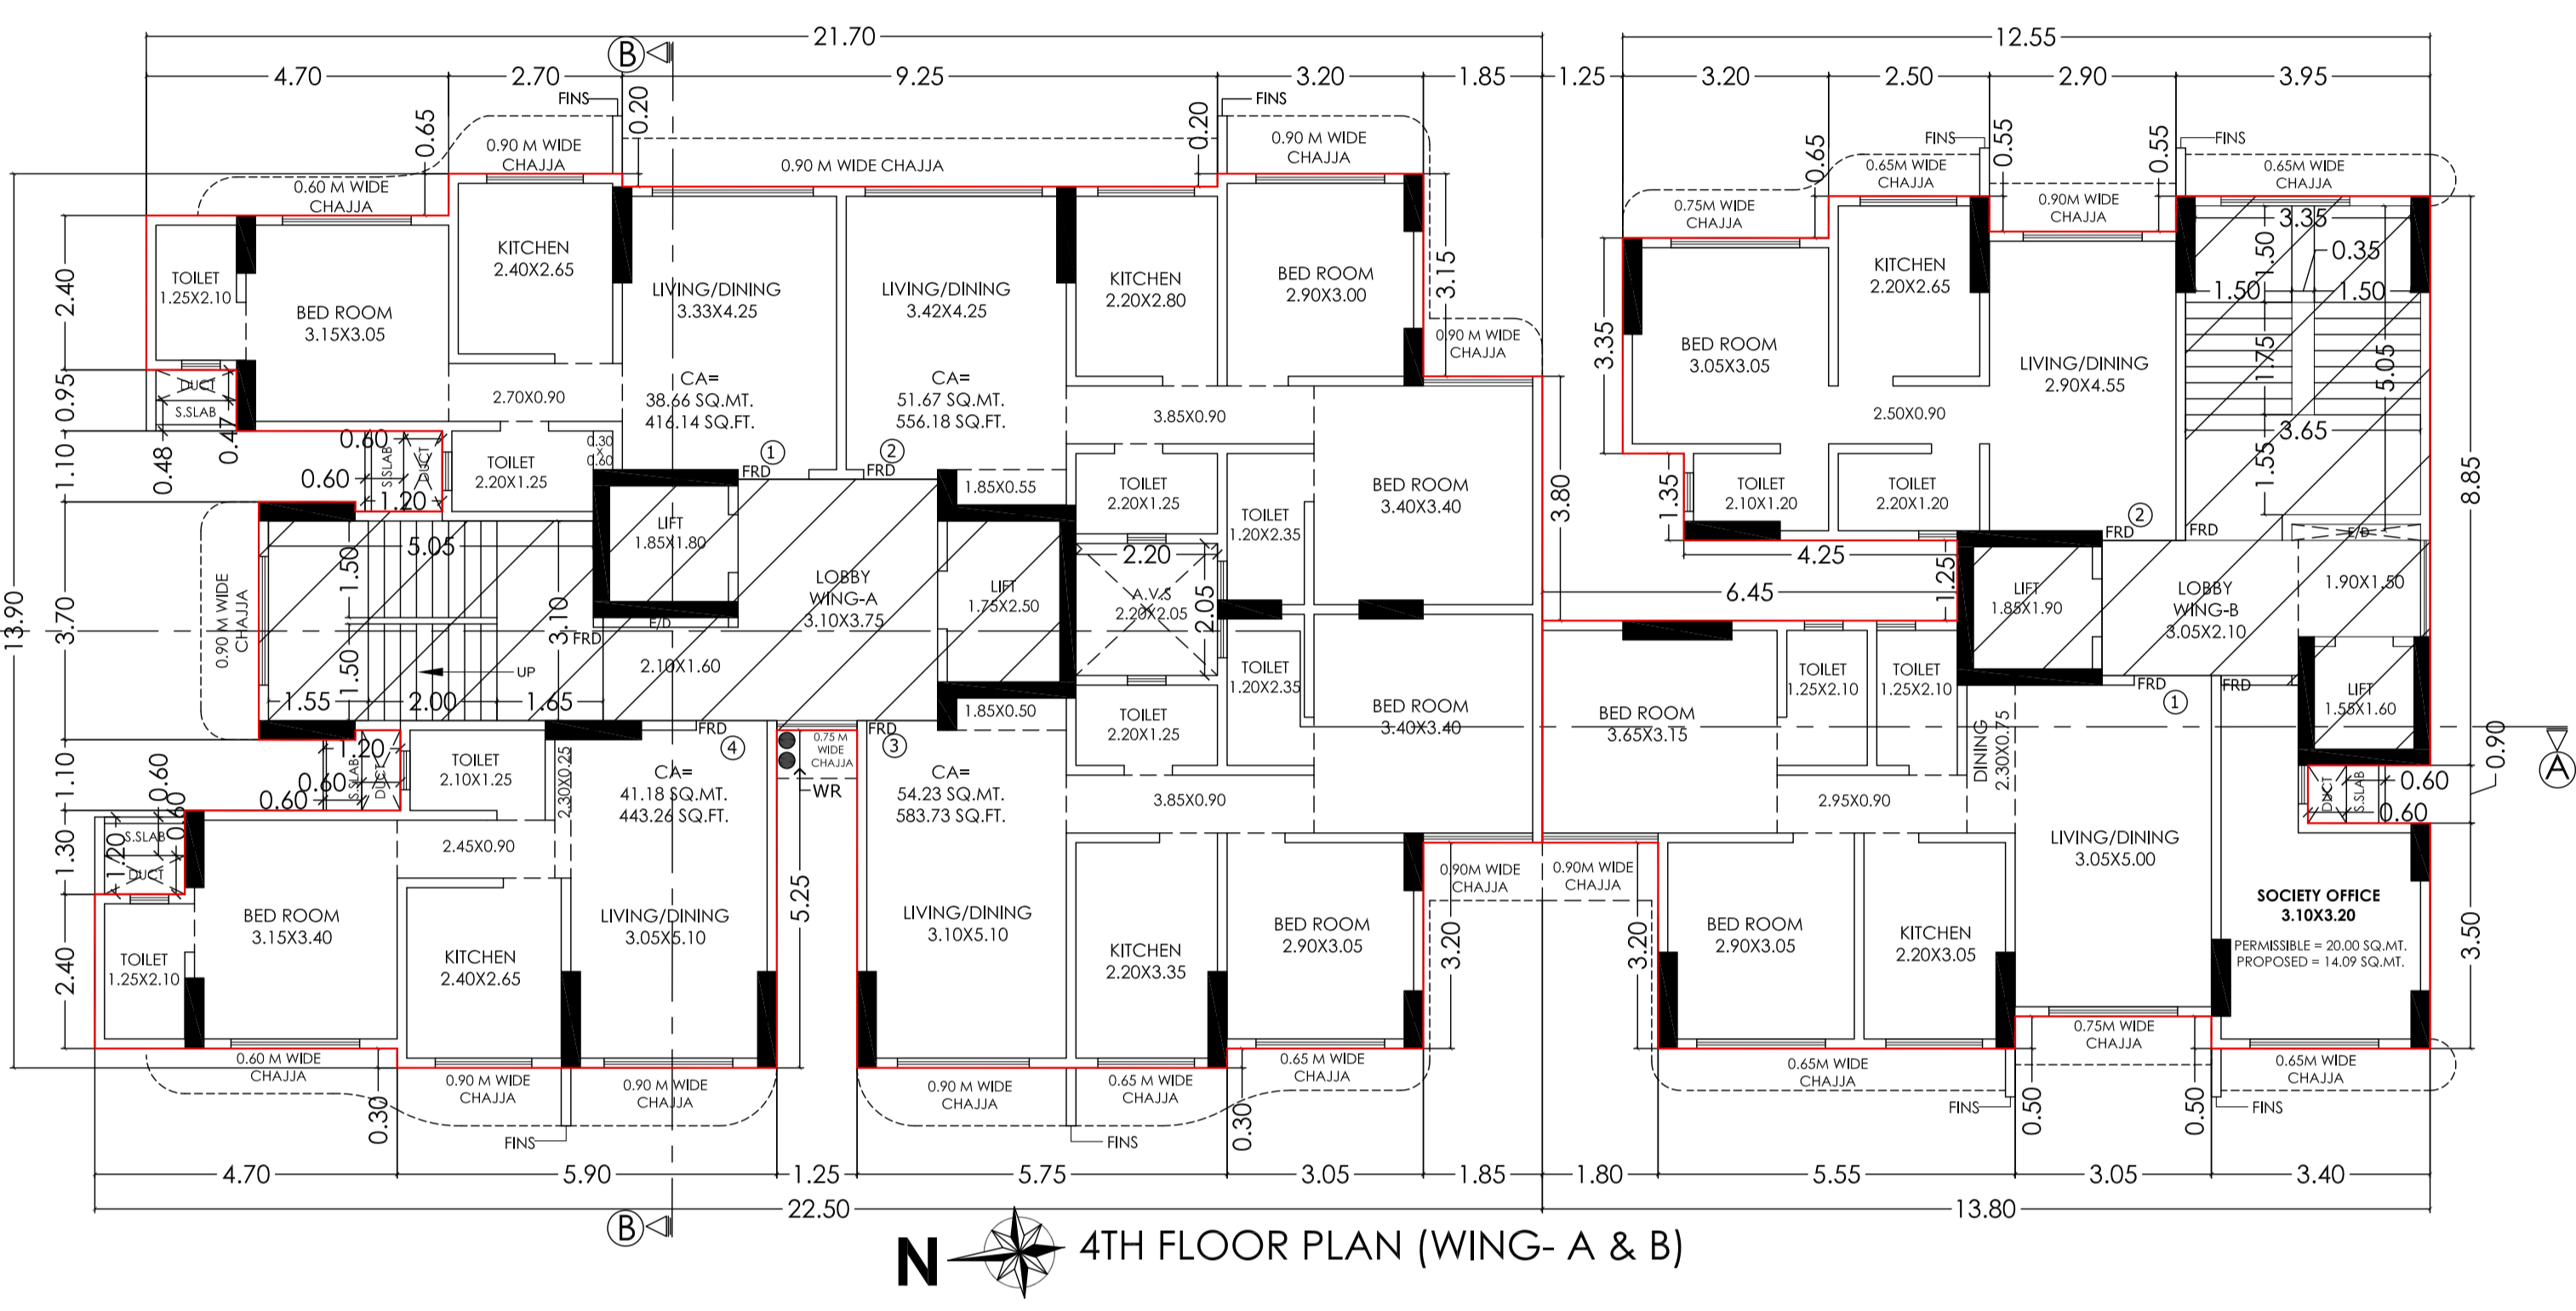 21.70
12.55
4.70
2.70
9.25
3.20
1.85
1.25
3.20
2.50
2.90
3.95
B
FINS
0.20
0.65
0.20
FINS
0.65
FINS
0.55
0.55
FINS
0.90 M WIDE
CHAJJA
0.60 M WIDE
CHAJJA
0.90 M WIDE CHAJJA
0.90 M WIDE
CHAJJA
0.90 M WIDE
CHAJJA
0.75M WIDE
CHAJJA
0.65M WIDE
CHAJJA
0.90M WIDE
CHAJJA
0.65M WIDE
CHAJJA
13.90
2.40
0.95
1.10
3.70
1.10
1.30
2.40
TOILET
1.25X2.10
BED ROOM
3.15X3.05
KITCHEN
2.40X2.65
LIVING/DINING
3.33X4.25
LIVING/DINING
3.42X4.25
KITCHEN
2.20X2.80
BED ROOM
2.90X3.00
3.15
CA=
38.66 SQ.MT.
416.14 SQ.FT.
1
FRD
CA=
51.67 SQ.MT.
556.18 SQ.FT.
2
FRD
DUCT
S.SLAB
0.48
0.47
2.70X0.90
0.60
0.60
1.20
S.SLAB
DUCT
TOILET
2.20X1.25
0.30
X
0.60
3.85X0.90
1.85X0.55
TOILET
2.20X1.25
TOILET
1.20X2.35
BED ROOM
3.40X3.40
3.80
3.35
1.35
BED ROOM
3.05X3.05
KITCHEN
2.20X2.65
LIVING/DINING
2.90X4.55
2.50X0.90
TOILET
2.10X1.20
TOILET
2.20X1.20
2
FRD
FRD
3.35
1.50
0.35
1.50
1.50
1.75
5.05
3.65
1.55
E/D
8.85
4.25
6.45
1.25
0.90 M WIDE
CHAJJA
5.05
1.50
1.50
3.10
1.55
2.00
1.65
UP
FRD
LIFT
1.85X1.80
E/D
2.10X1.60
LOBBY
WING-A
3.10X3.75
LIFT
1.75X2.50
2.20
A.V.S
2.20X2.05
2.05
TOILET
1.20X2.35
BED ROOM
3.40X3.40
1.85X0.50
TOILET
2.20X1.25
3.85X0.90
LIFT
1.85X1.90
LOBBY
WING-B
3.05X2.10
1.90X1.50
LIFT
1.55X1.60
FRD
1
FRD
BED ROOM
3.65X3.15
TOILET
1.25X2.10
TOILET
1.25X2.10
DINING
2.30X0.75
2.95X0.90
0.90
A
DUCT
S.SLAB
0.60
0.60
1.20
0.60
0.60
S.SLAB
DUCT
TOILET
2.10X1.25
2.30X0.25
FRD
4
CA=
41.18 SQ.MT.
443.26 SQ.FT.
0.75 M
WIDE
CHAJJA
WR
FRD
3
CA=
54.23 SQ.MT.
583.73 SQ.FT.
0.60
0.60
1.20
S.SLAB
DUCT
2.45X0.90
BED ROOM
3.15X3.40
TOILET
1.25X2.10
KITCHEN
2.40X2.65
LIVING/DINING
3.05X5.10
5.25
LIVING/DINING
3.10X5.10
KITCHEN
2.20X3.35
BED ROOM
2.90X3.05
0.90M WIDE
CHAJJA
0.90M WIDE
CHAJJA
3.20
3.20
BED ROOM
2.90X3.05
KITCHEN
2.20X3.05
LIVING/DINING
3.05X5.00
SOCIETY OFFICE
3.10X3.20
PERMISSIBLE = 20.00 SQ.MT.
PROPOSED = 14.09 SQ.MT.
3.50
0.60 M WIDE
CHAJJA
0.30
0.90 M WIDE
CHAJJA
0.90 M WIDE
CHAJJA
0.90 M WIDE
CHAJJA
0.65 M WIDE
CHAJJA
0.65 M WIDE
CHAJJA
0.30
0.65M WIDE
CHAJJA
0.75M WIDE
CHAJJA
0.65M WIDE
CHAJJA
0.50
0.50
FINS
FINS
FINS
FINS
4.70
5.90
1.25
5.75
3.05
1.85
1.80
5.55
3.05
3.40
22.50
13.80
B
N
4TH FLOOR PLAN (WING- A & B)